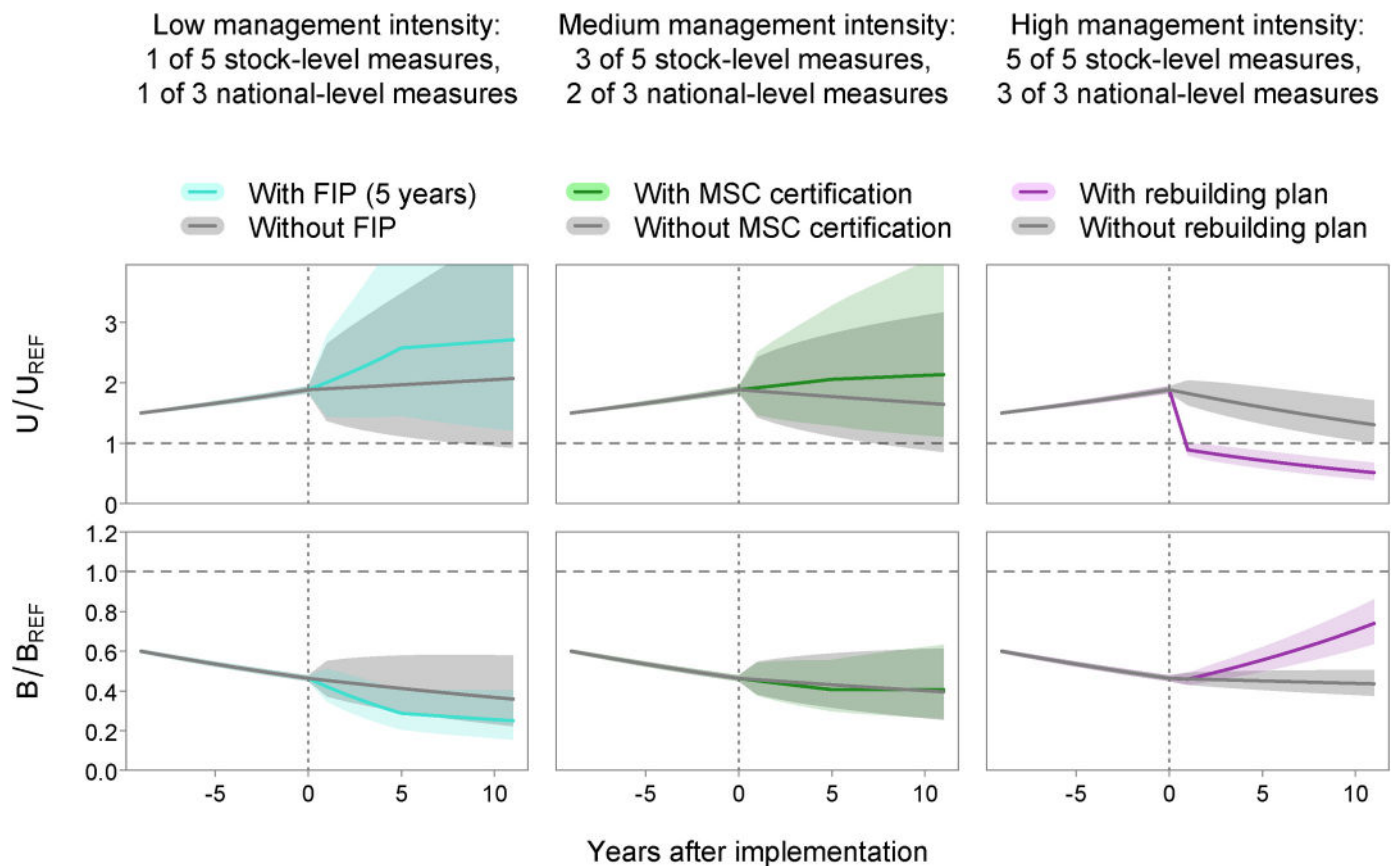 Low management intensity:
1 of 5 stock-level measures,
1 of 3 national-level measures
Medium management intensity:
3 of 5 stock-level measures,
2 of 3 national-level measures
High management intensity:
5 of 5 stock-level measures,
3 of 3 national-level measures
With FIP (5 years)
Without FIP
With MSC certification
Without MSC certification
With rebuilding plan
Without rebuilding plan
U / U_REF
3
2
1
0
B / B_REF
1.2
1.0
0.8
0.6
0.4
0.2
0.0
-5 0 5 10
-5 0 5 10
-5 0 5 10
Years after implementation